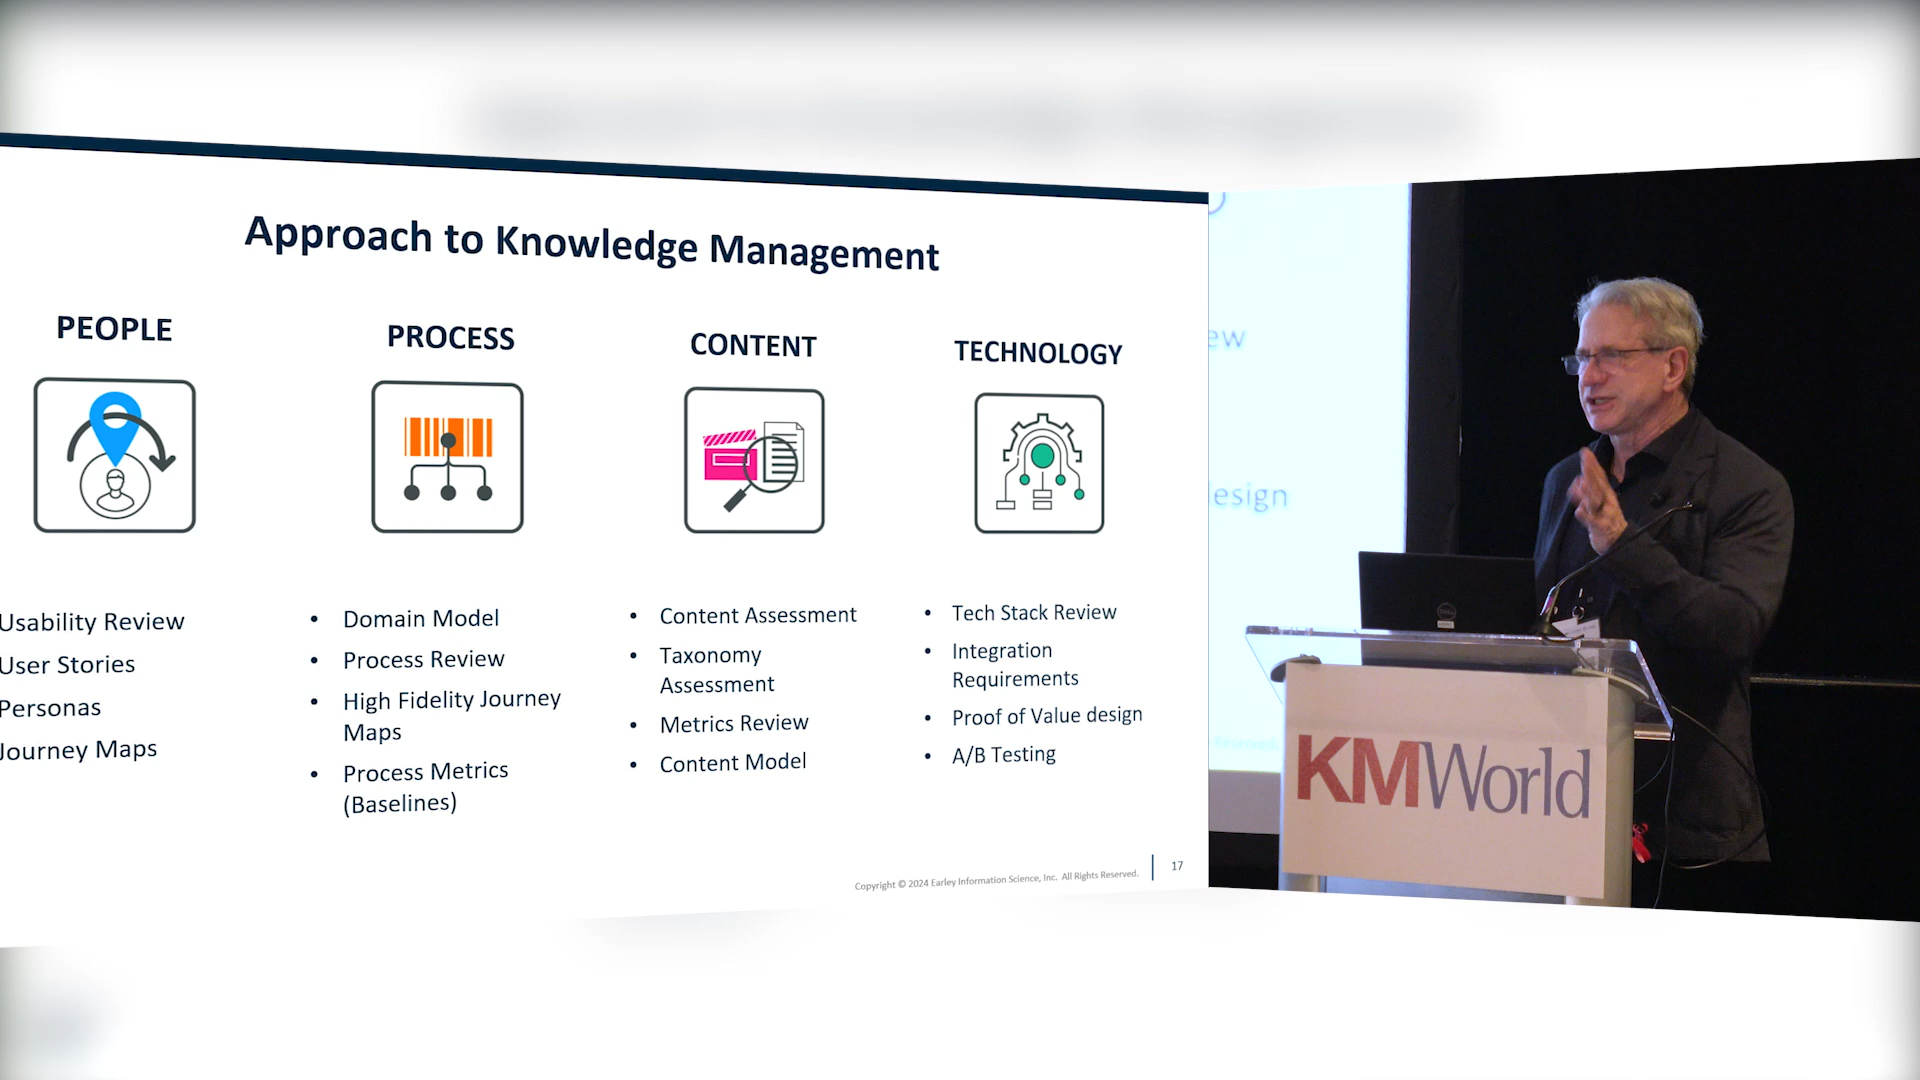 Approach to Knowledge Management
PEOPLE
Usability Review
User Stories
Personas
Journey Maps
PROCESS
• Domain Model
• Process Review
• High Fidelity Journey
Maps
• Process Metrics
(Baselines)
CONTENT
• Content Assessment
• Taxonomy
Assessment
• Metrics Review
• Content Model
TECHNOLOGY
• Tech Stack Review
• Integration
Requirements
• Proof of Value design
• A/B Testing
Copyright © 2024 Earley Information Science, Inc. All Rights Reserved.
17
ew
esign
DELL
KMWorld